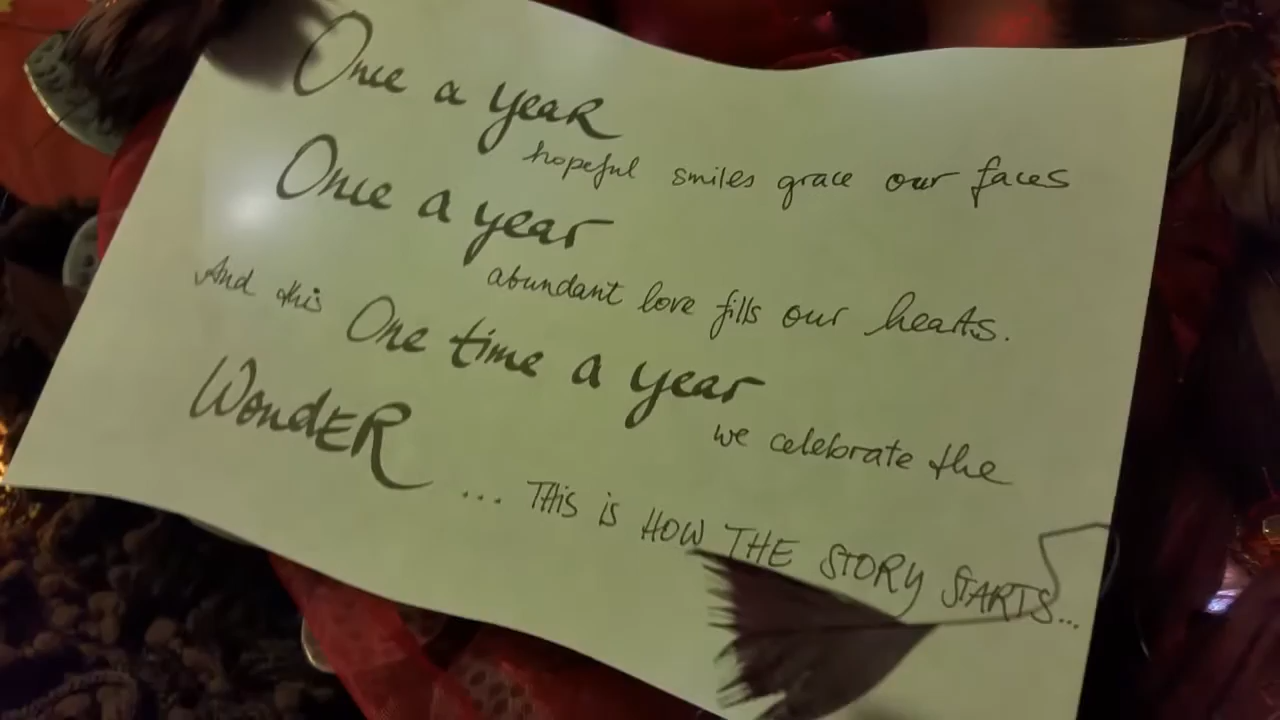 Once a yeaR
hopeful smiles grace our faces
Once a year
abundant love fills our hearts.
And this One time a year
we celebrate the
WondER ... THis is HOW THE STORY STARTS...